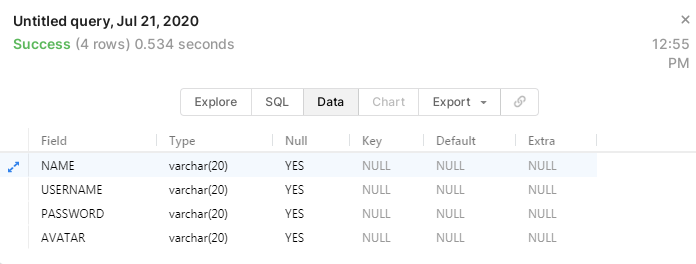 Untitled query, Jul 21, 2020
×
Success (4 rows) 0.534 seconds
12:55
PM
Explore SQL Data Chart Export
Field Type Null Key Default Extra
NAME varchar(20) YES NULL NULL NULL
USERNAME varchar(20) YES NULL NULL NULL
PASSWORD varchar(20) YES NULL NULL NULL
AVATAR varchar(20) YES NULL NULL NULL